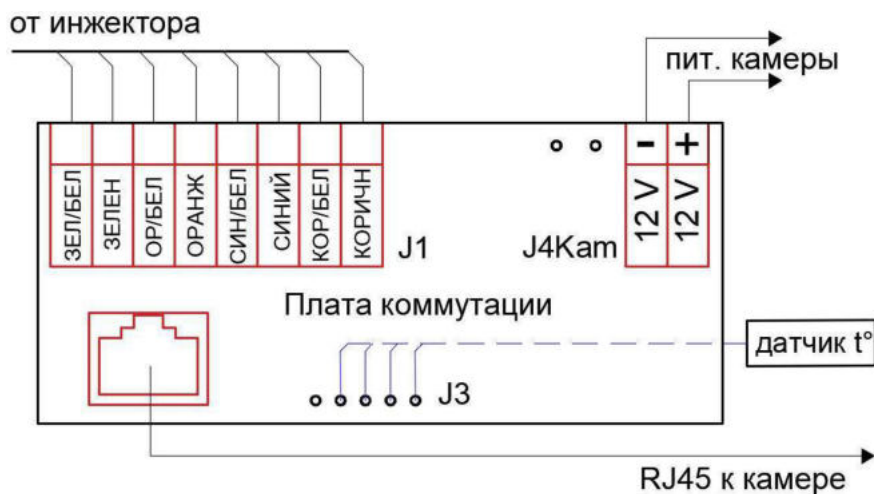 от инжектора
пит. камеры
ЗЕЛ/БЕЛ
ЗЕЛЕН
ОР/БЕЛ
ОРАНЖ
СИН/БЕЛ
СИНИЙ
КОР/БЕЛ
КОРИЧН
J1
J4Kam
- 12 V
+ 12 V
Плата коммутации
датчик t°
J3
RJ45 к камере